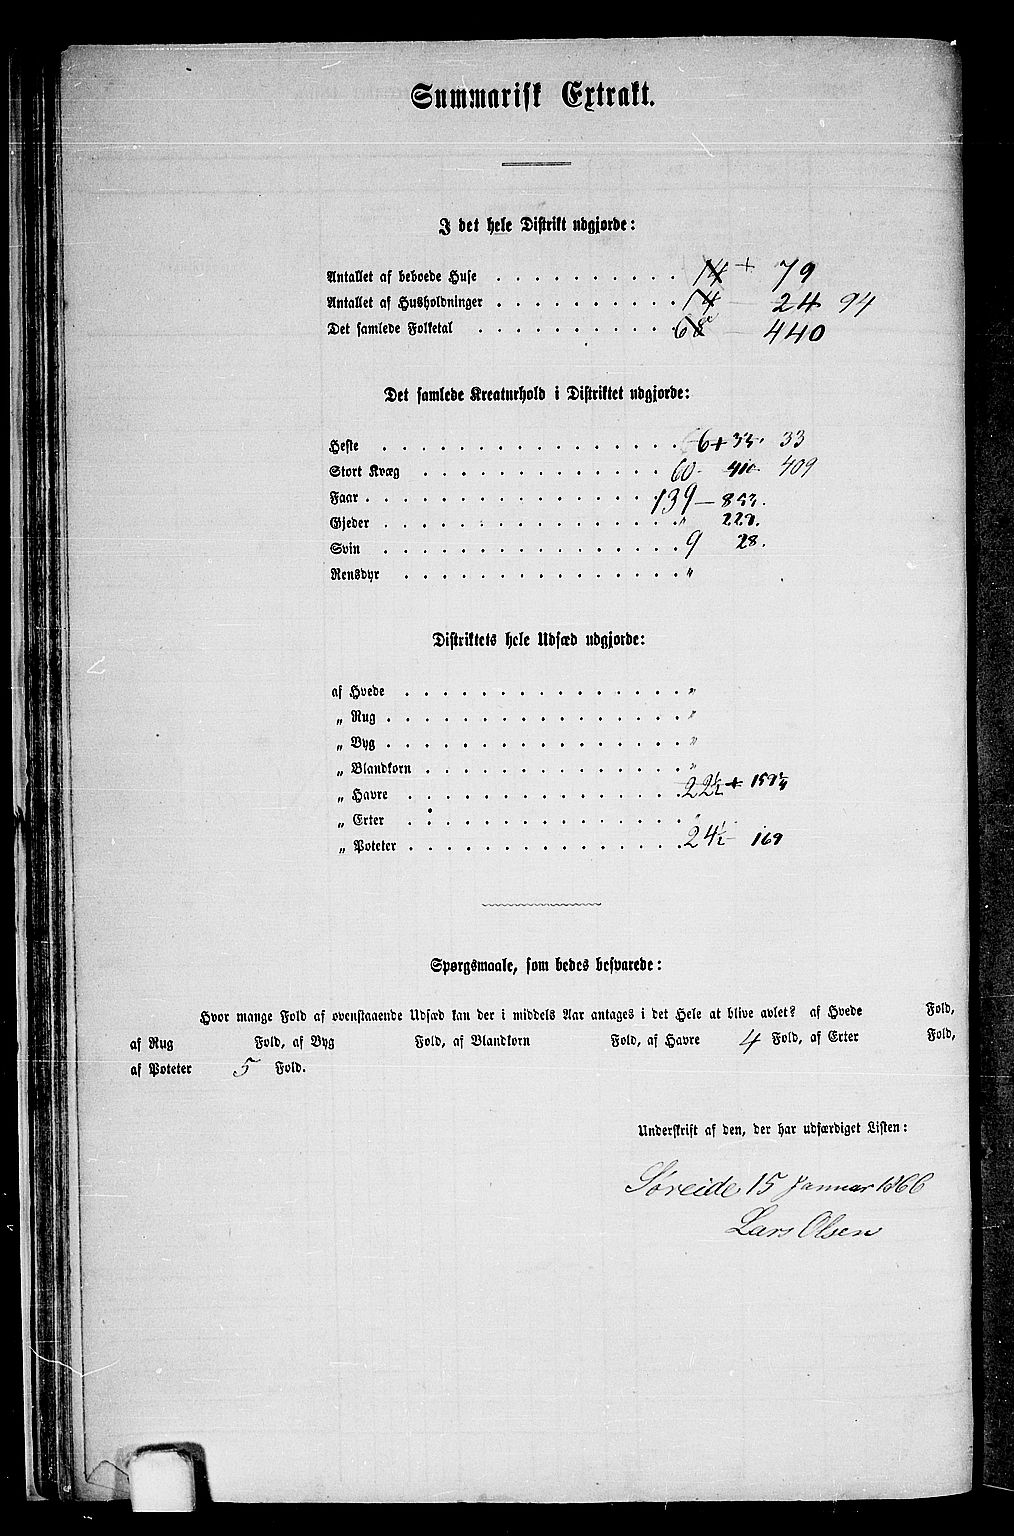 Summarisk Extrakt.
I det hele Distrikt udgjorde:
Antallet af beboede Huse . . . . . . . . 14 + 79
Antallet af Husholdninger . . . . . . . . 14 — 24 94
Det samlede Folketal . . . . . . . . 68 — 440
Det samlede Kreaturhold i Distriktet udgjorde:
Heste . . . . . . . . . . . . 6 + 33. 33
Stort Kvæg . . . . . . . . . . 60 - 410. 409
Faar . . . . . . . . . . . . 139 — 853.
Gjeder . . . . . . . . . . . . „
Svin . . . . . . . . . . . . 9 28.
Rensdyr . . . . . . . . . . . „
Distriktets hele Udsæd udgjorde:
af Hvede . . . . . . . . . . . „
„ Rug . . . . . . . . . . . . „
„ Byg . . . . . . . . . . . . „
„ Blandkorn . . . . . . . . . . „
„ Havre . . . . . . . . . . . 22½ +
„ Erter . . . . . . . . . . . „
„ Poteter . . . . . . . . . . . 24½ — 169
Spørgsmaale, som bedes besvarede:
Hvor mange Fold af ovenstaaende Udsæd kan der i middels Aar antages i det Hele at blive avlet? af Hvede Fold,
af Rug Fold, af Byg Fold, af Blandkorn Fold, af Havre 4 Fold, af Erter Fold,
af Poteter 5 Fold.
Underskrift af den, der har udfærdiget Listen:
Søreide 15 Januar 1866
Lars Olsen